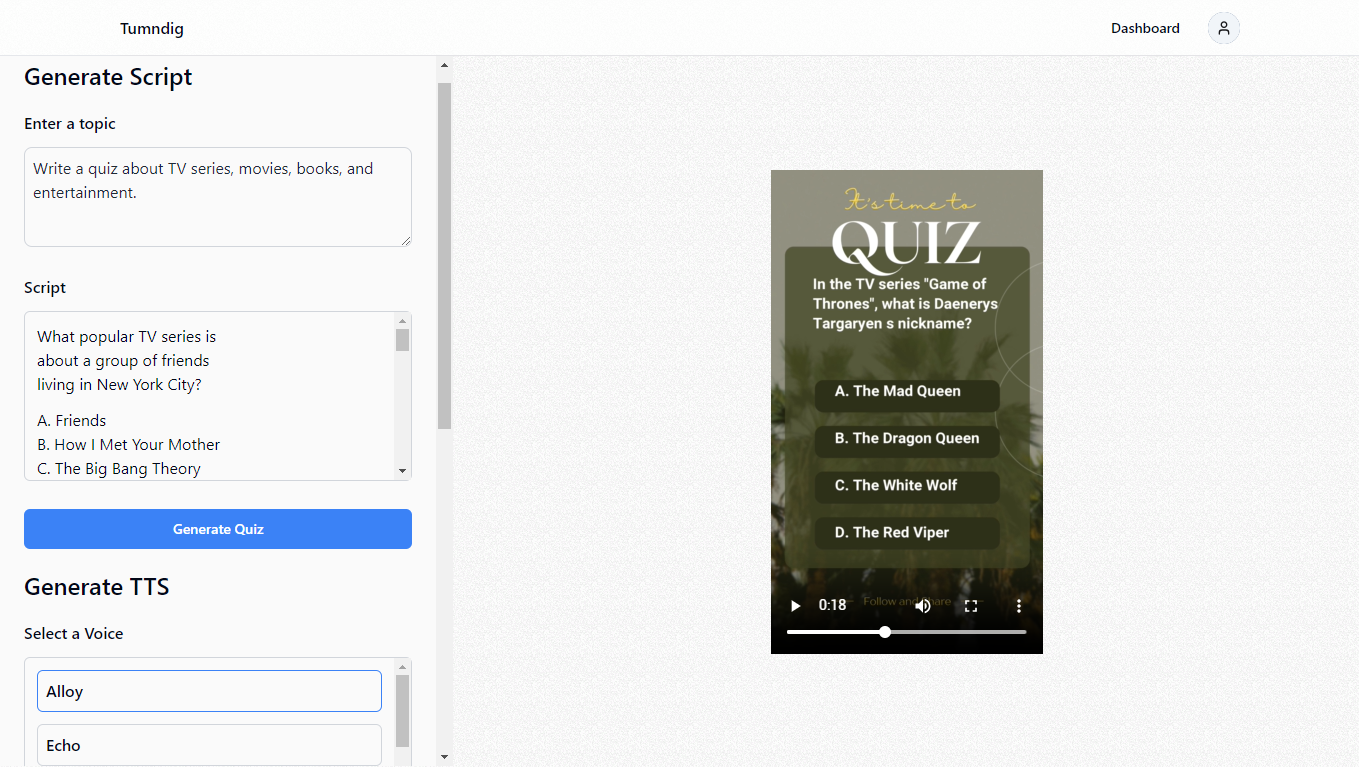 Tumndig
Dashboard
Generate Script
Enter a topic
Write a quiz about TV series, movies, books, and
entertainment.
Script
What popular TV series is
about a group of friends
living in New York City?
A. Friends
B. How I Met Your Mother
C. The Big Bang Theory
Generate Quiz
Generate TTS
Select a Voice
Alloy
Echo
It's time to
QUIZ
In the TV series "Game of
Thrones", what is Daenerys
Targaryen s nickname?
A. The Mad Queen
B. The Dragon Queen
C. The White Wolf
D. The Red Viper
Follow and Share
0:18